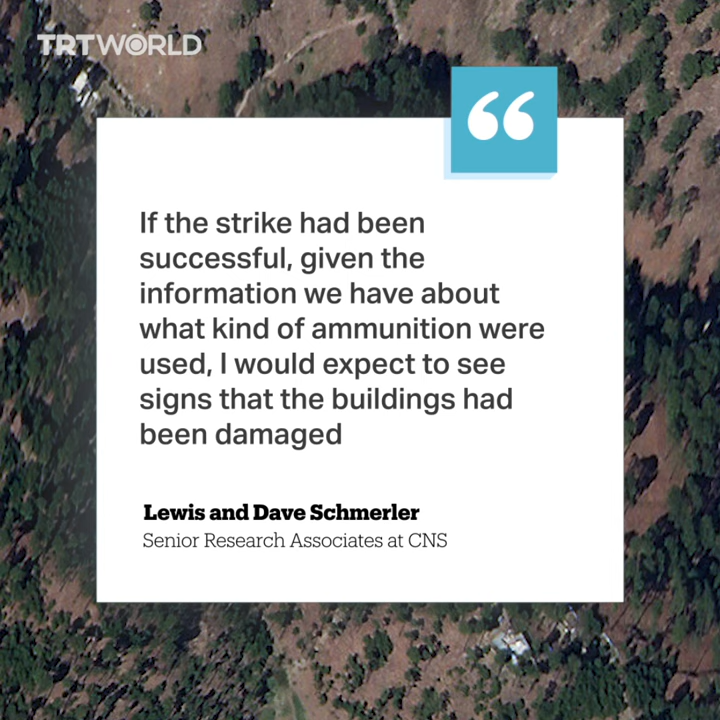 TRTWORLD
If the strike had been
successful, given the
information we have about
what kind of ammunition were
used, I would expect to see
signs that the buildings had
been damaged
Lewis and Dave Schmerler
Senior Research Associates at CNS